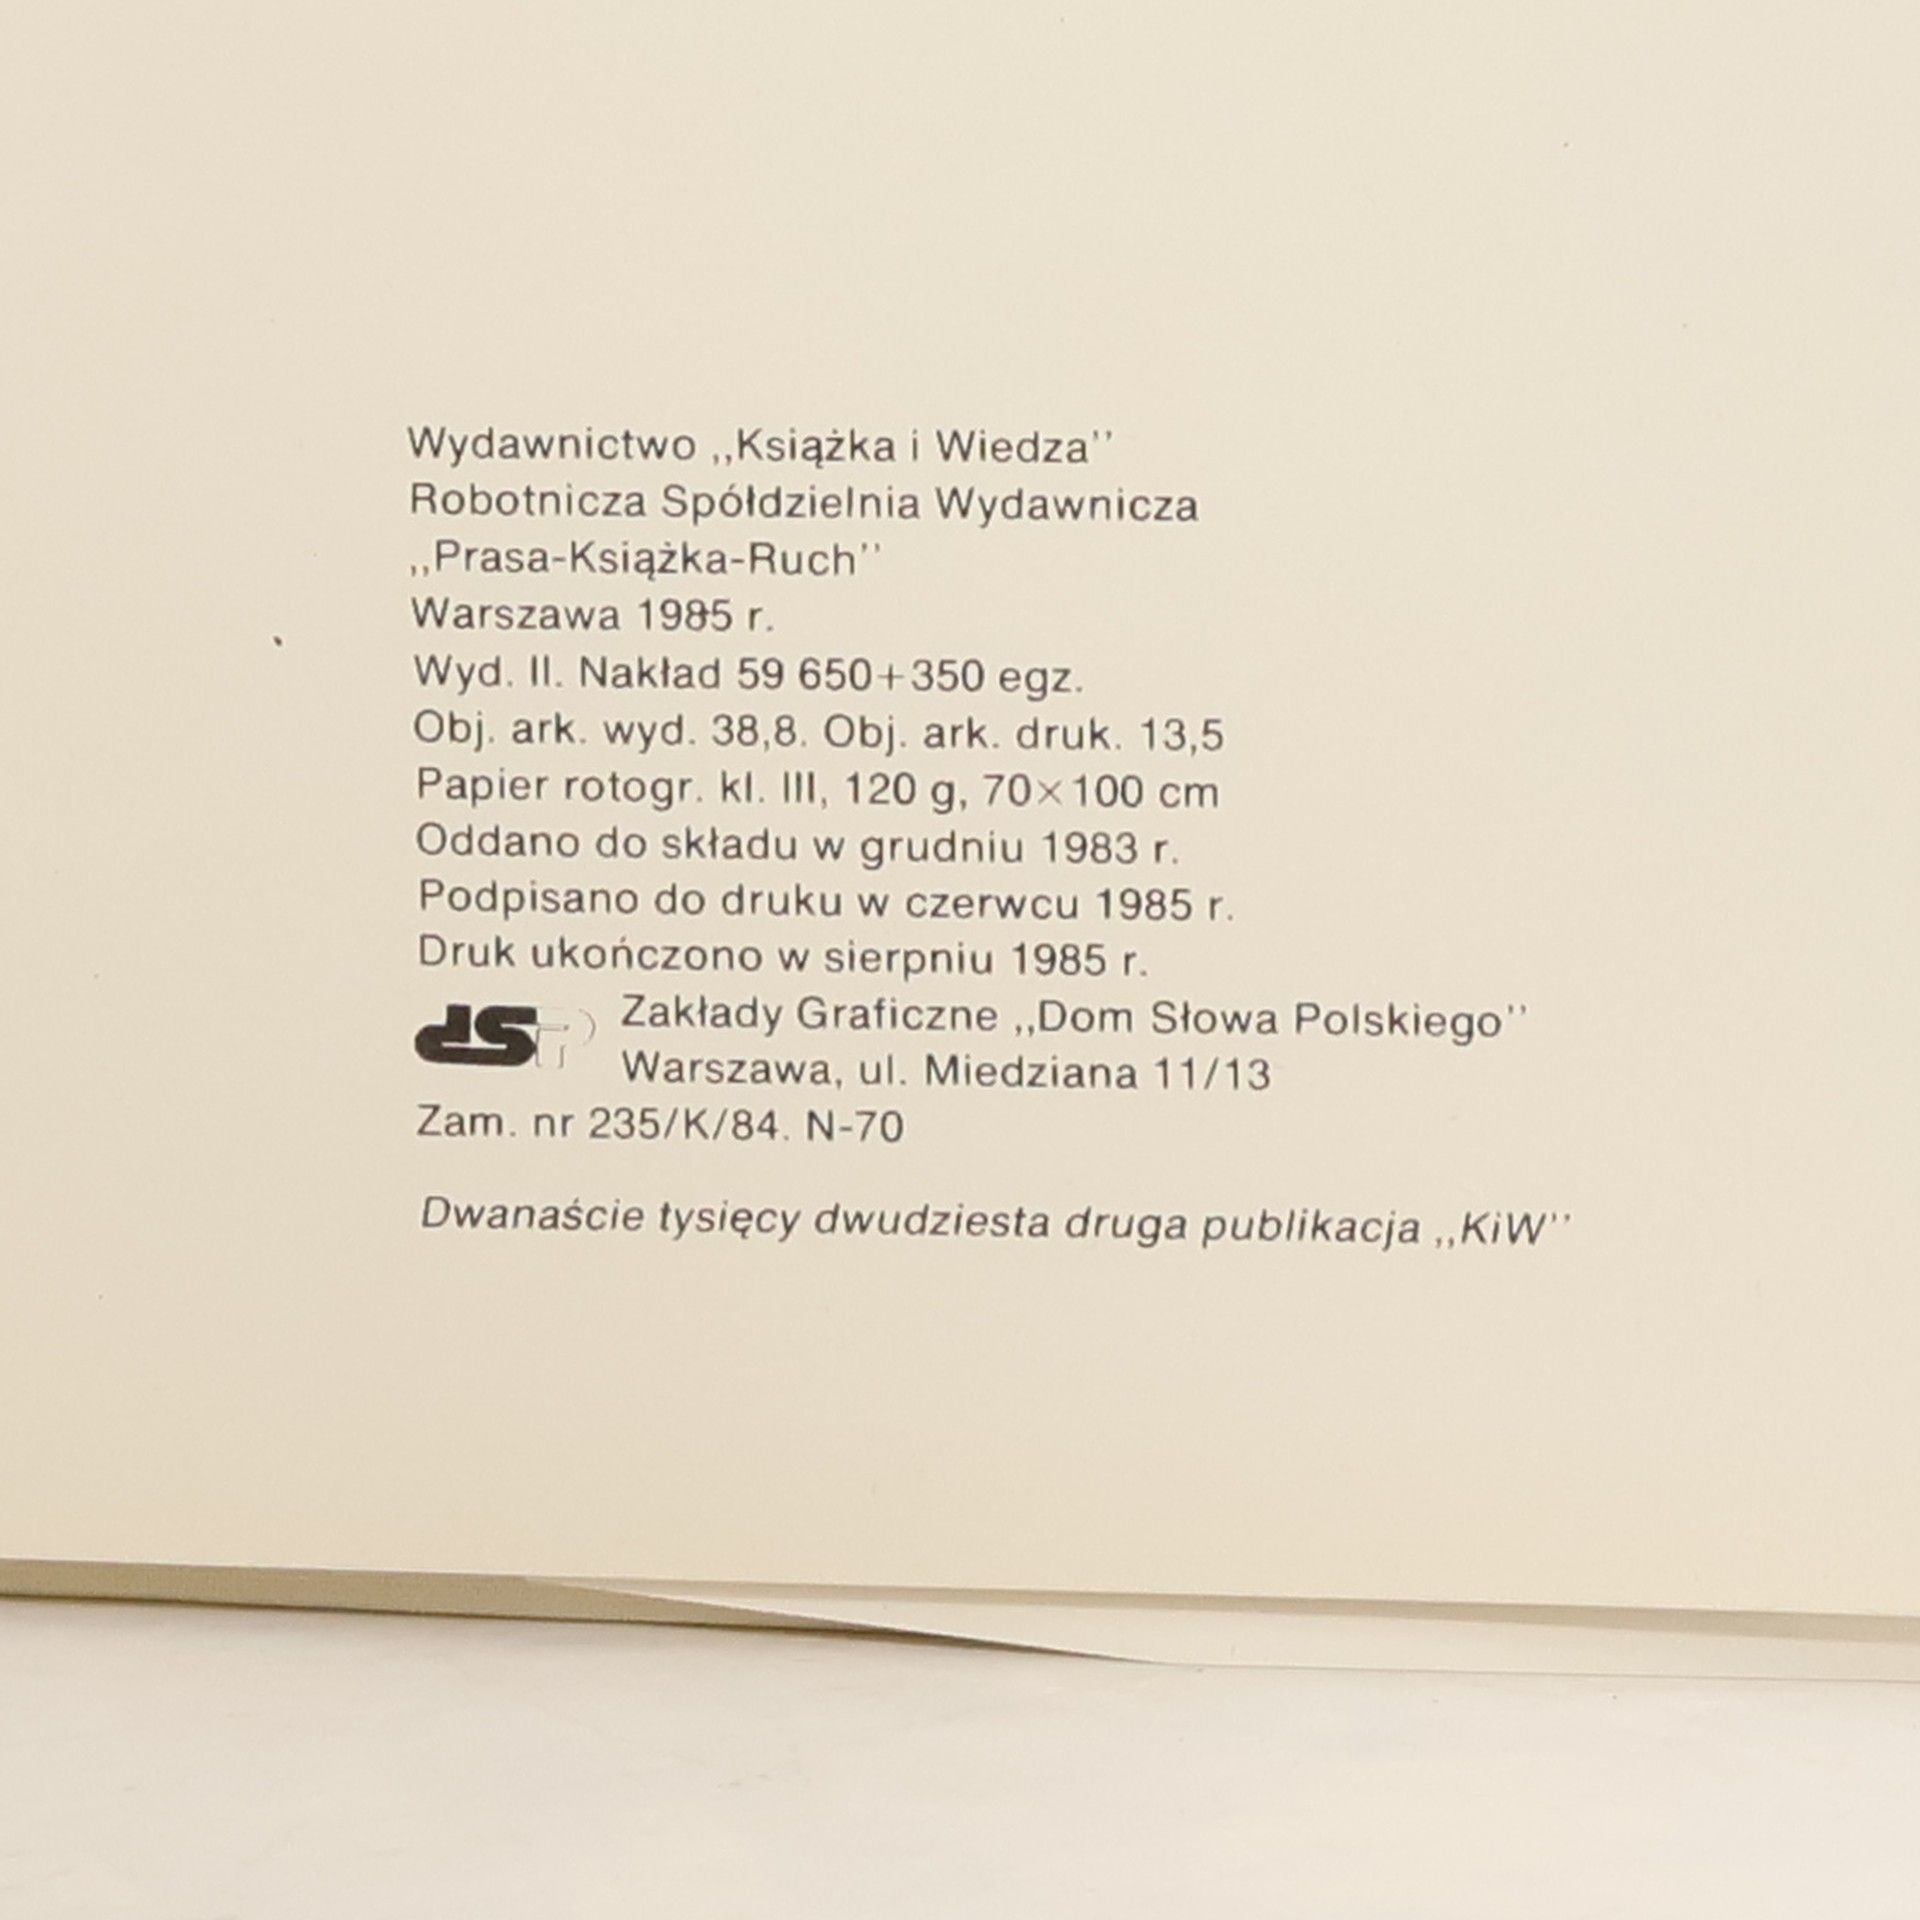 Wydawnictwo ,,Książka i Wiedza''
Robotnicza Spółdzielnia Wydawnicza
,,Prasa-Książka-Ruch''
Warszawa 1985 r.
Wyd. II. Nakład 59 650+350 egz.
Obj. ark. wyd. 38,8. Obj. ark. druk. 13,5
Papier rotogr. kl. III, 120 g, 70×100 cm
Oddano do składu w grudniu 1983 r.
Podpisano do druku w czerwcu 1985 r.
Druk ukończono w sierpniu 1985 r.
dSP Zakłady Graficzne ,,Dom Słowa Polskiego''
Warszawa, ul. Miedziana 11/13
Zam. nr 235/K/84. N-70
Dwanaście tysięcy dwudziesta druga publikacja ,,KiW''